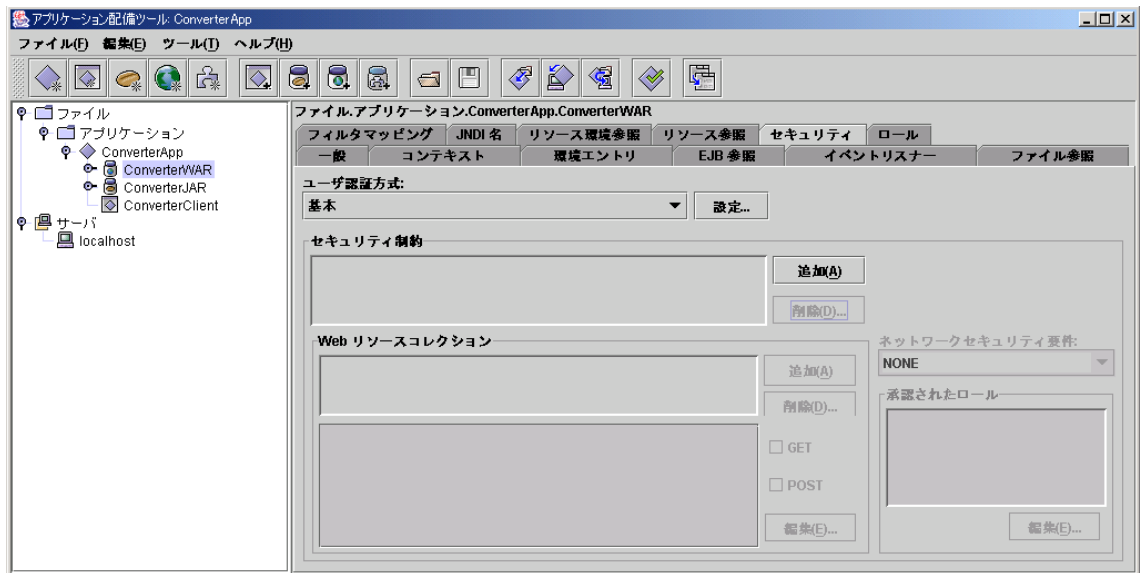 アプリケーション配備ツール: ConverterApp
ファイル(F) 編集(E) ツール(T) ヘルプ(H)
ファイル
アプリケーション
ConverterApp
ConverterWAR
ConverterJAR
ConverterClient
サーバ
localhost
ファイル.アプリケーション.ConverterApp.ConverterWAR
フィルタマッピング JNDI 名 リソース環境参照 リソース参照 セキュリティ ロール
一般 コンテキスト 環境エントリ EJB 参照 イベントリスナー ファイル参照
ユーザ認証方式:
基本 設定...
セキュリティ制約
追加(A)
削除(D)...
Web リソースコレクション
追加(A)
削除(D)...
GET
POST
編集(E)...
ネットワークセキュリティ要件:
NONE
承認されたロール
編集(E)...